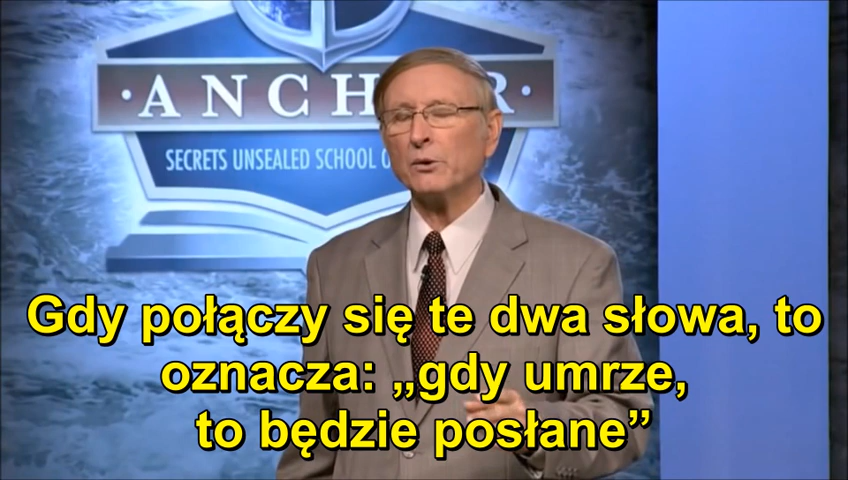 ·ANCHOR·
SECRETS UNSEALED SCHOOL
Gdy połączy się te dwa słowa, to
oznacza: „gdy umrze,
to będzie posłane”